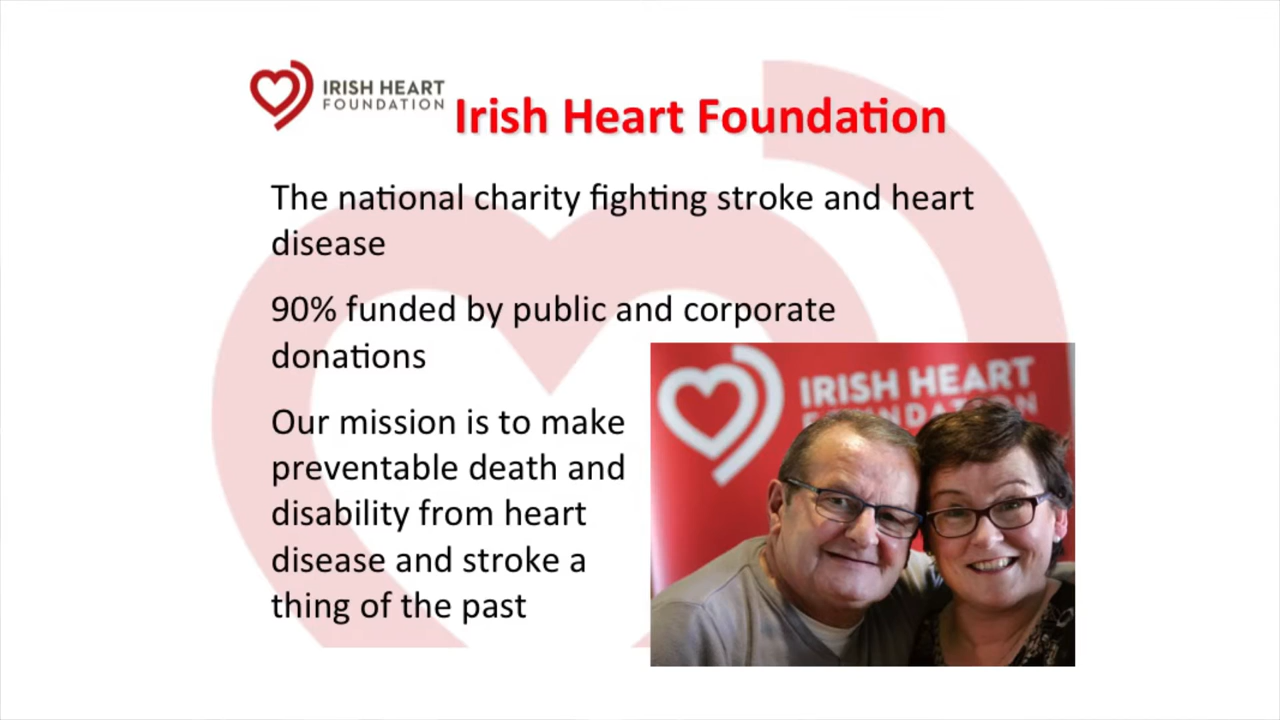 IRISH HEART
FOUNDATION
Irish Heart Foundation
The national charity fighting stroke and heart
disease
90% funded by public and corporate
donations
Our mission is to make
preventable death and
disability from heart
disease and stroke a
thing of the past
IRISH HEART
FOUNDATION